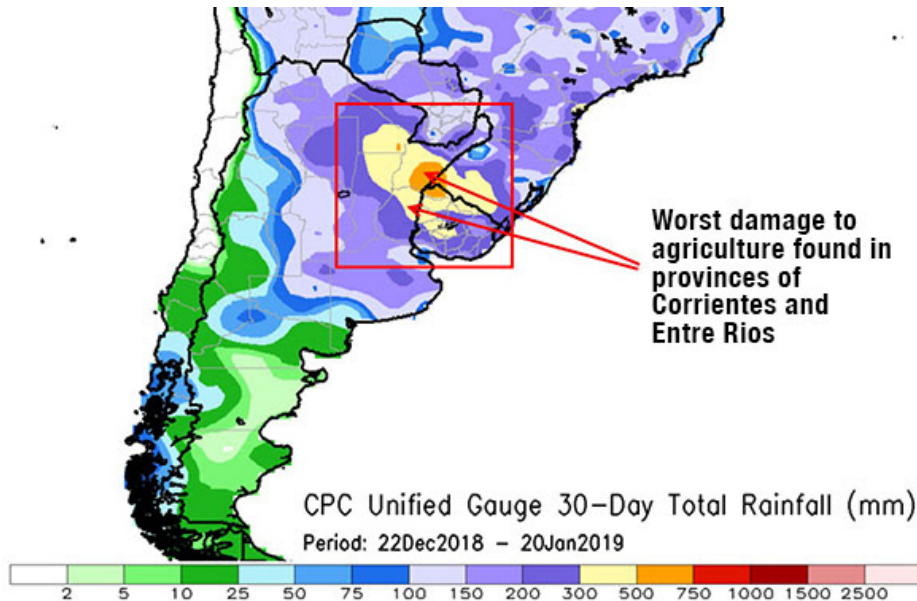 Worst damage to
agriculture found in
provinces of
Corrientes and
Entre Rios
CPC Unified Gauge 30-Day Total Rainfall (mm)
Period: 22Dec2018 - 20Jan2019
2 5 10 25 50 75 100 150 200 300 500 750 1000 1500 2500